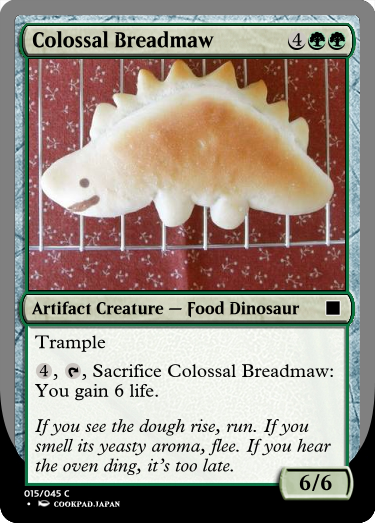 Colossal Breadmaw 4
Artifact Creature — Food Dinosaur
Trample
4, , Sacrifice Colossal Breadmaw:
You gain 6 life.
If you see the dough rise, run. If you
smell its yeasty aroma, flee. If you hear
the oven ding, it's too late.
6/6
015/045 C
• COOKPAD.JAPAN